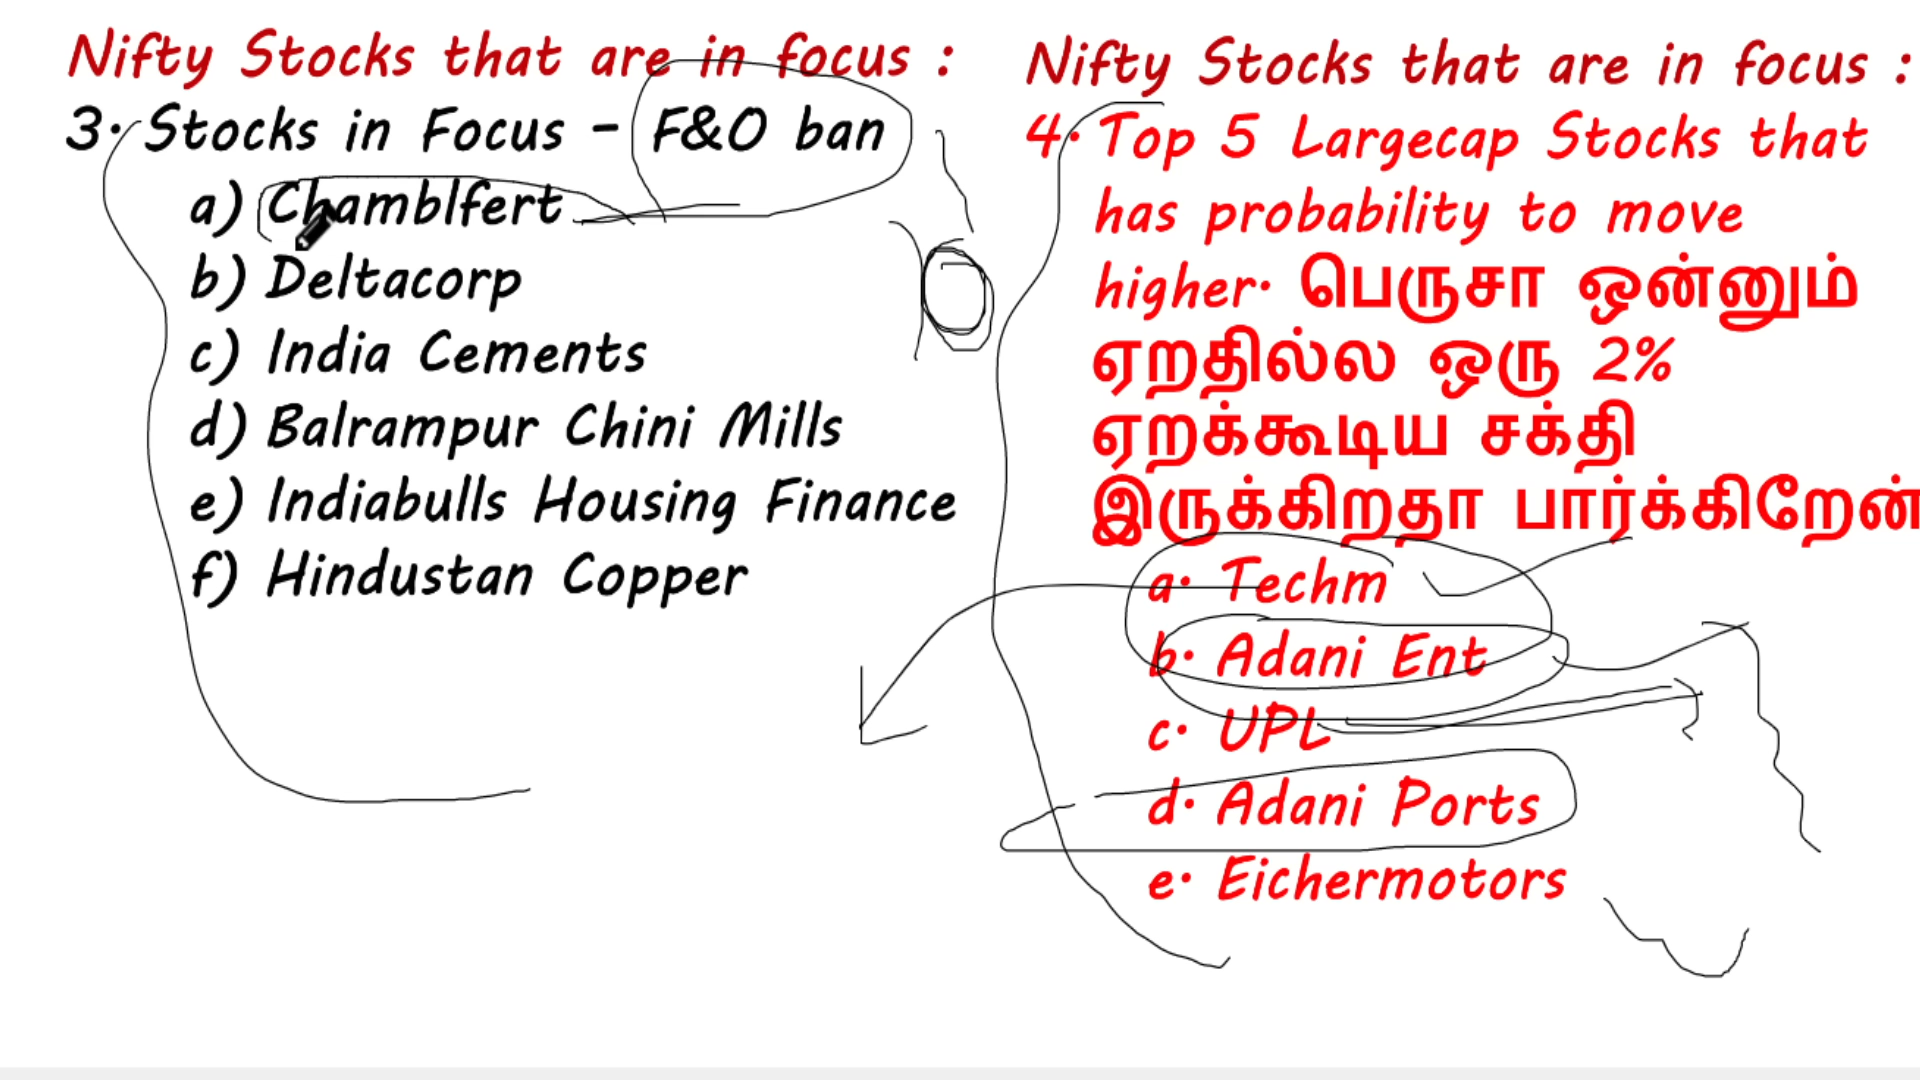 Nifty Stocks that are in focus :
3. Stocks in Focus - F&O ban
a) Chamblfert
b) Deltacorp
c) India Cements
d) Balrampur Chini Mills
e) Indiabulls Housing Finance
f) Hindustan Copper
Nifty Stocks that are in focus :
4. Top 5 Largecap Stocks that
has probability to move
higher. பெருசா ஒன்னும்
ஏறதில்ல ஒரு 2%
ஏறக்கூடிய சக்தி
இருக்கிறதா பார்க்கிறேன்
a. Techm
b. Adani Ent
c. UPL
d. Adani Ports
e. Eichermotors